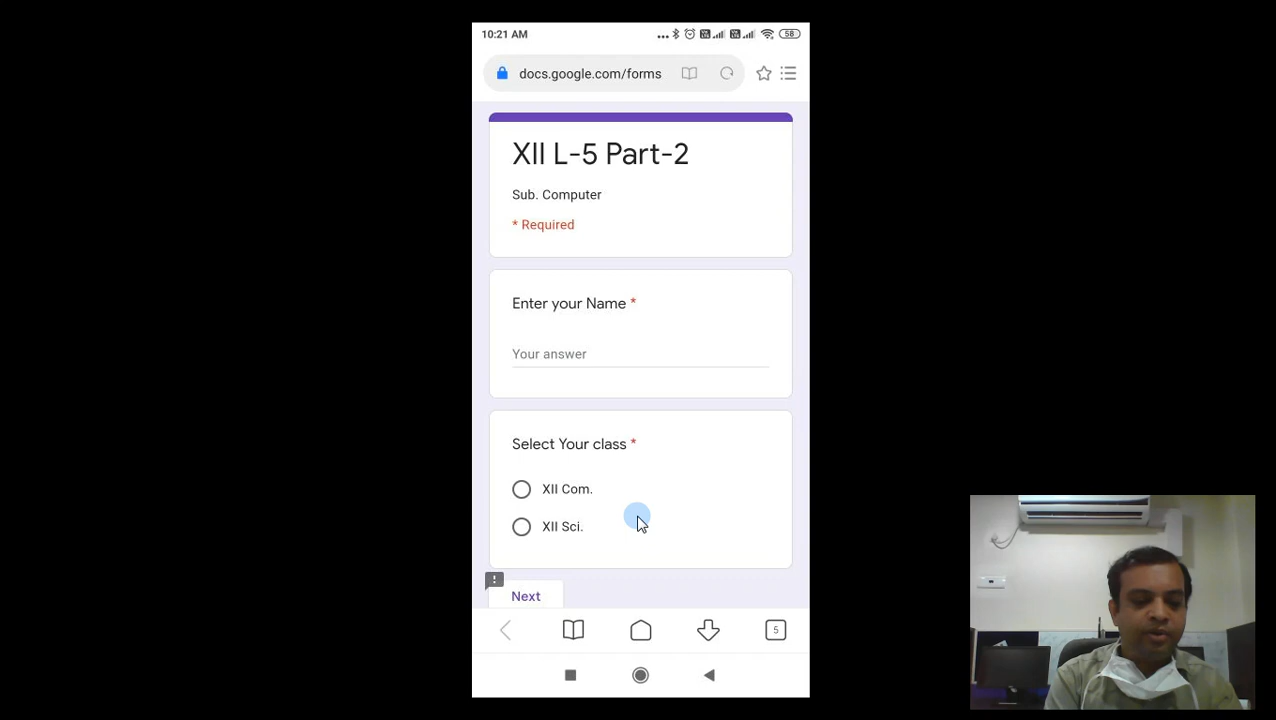 10:21 AM
58
docs.google.com/forms
XII L-5 Part-2
Sub. Computer
* Required
Enter your Name *
Your answer
Select Your class *
XII Com.
XII Sci.
!
Next
5